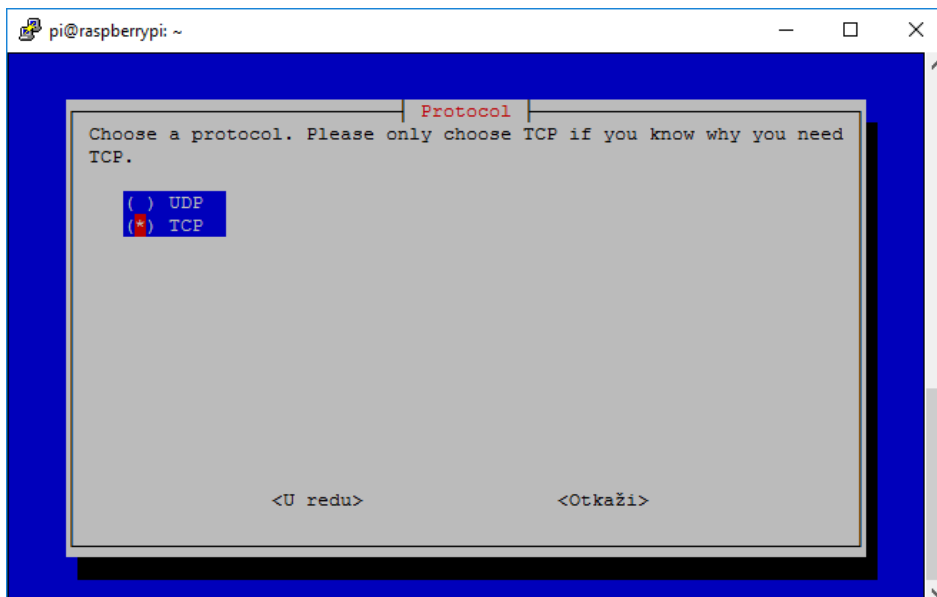 pi@raspberrypi: ~
Protocol
Choose a protocol. Please only choose TCP if you know why you need
TCP.
( ) UDP
(*) TCP
<U redu> <Otkaži>